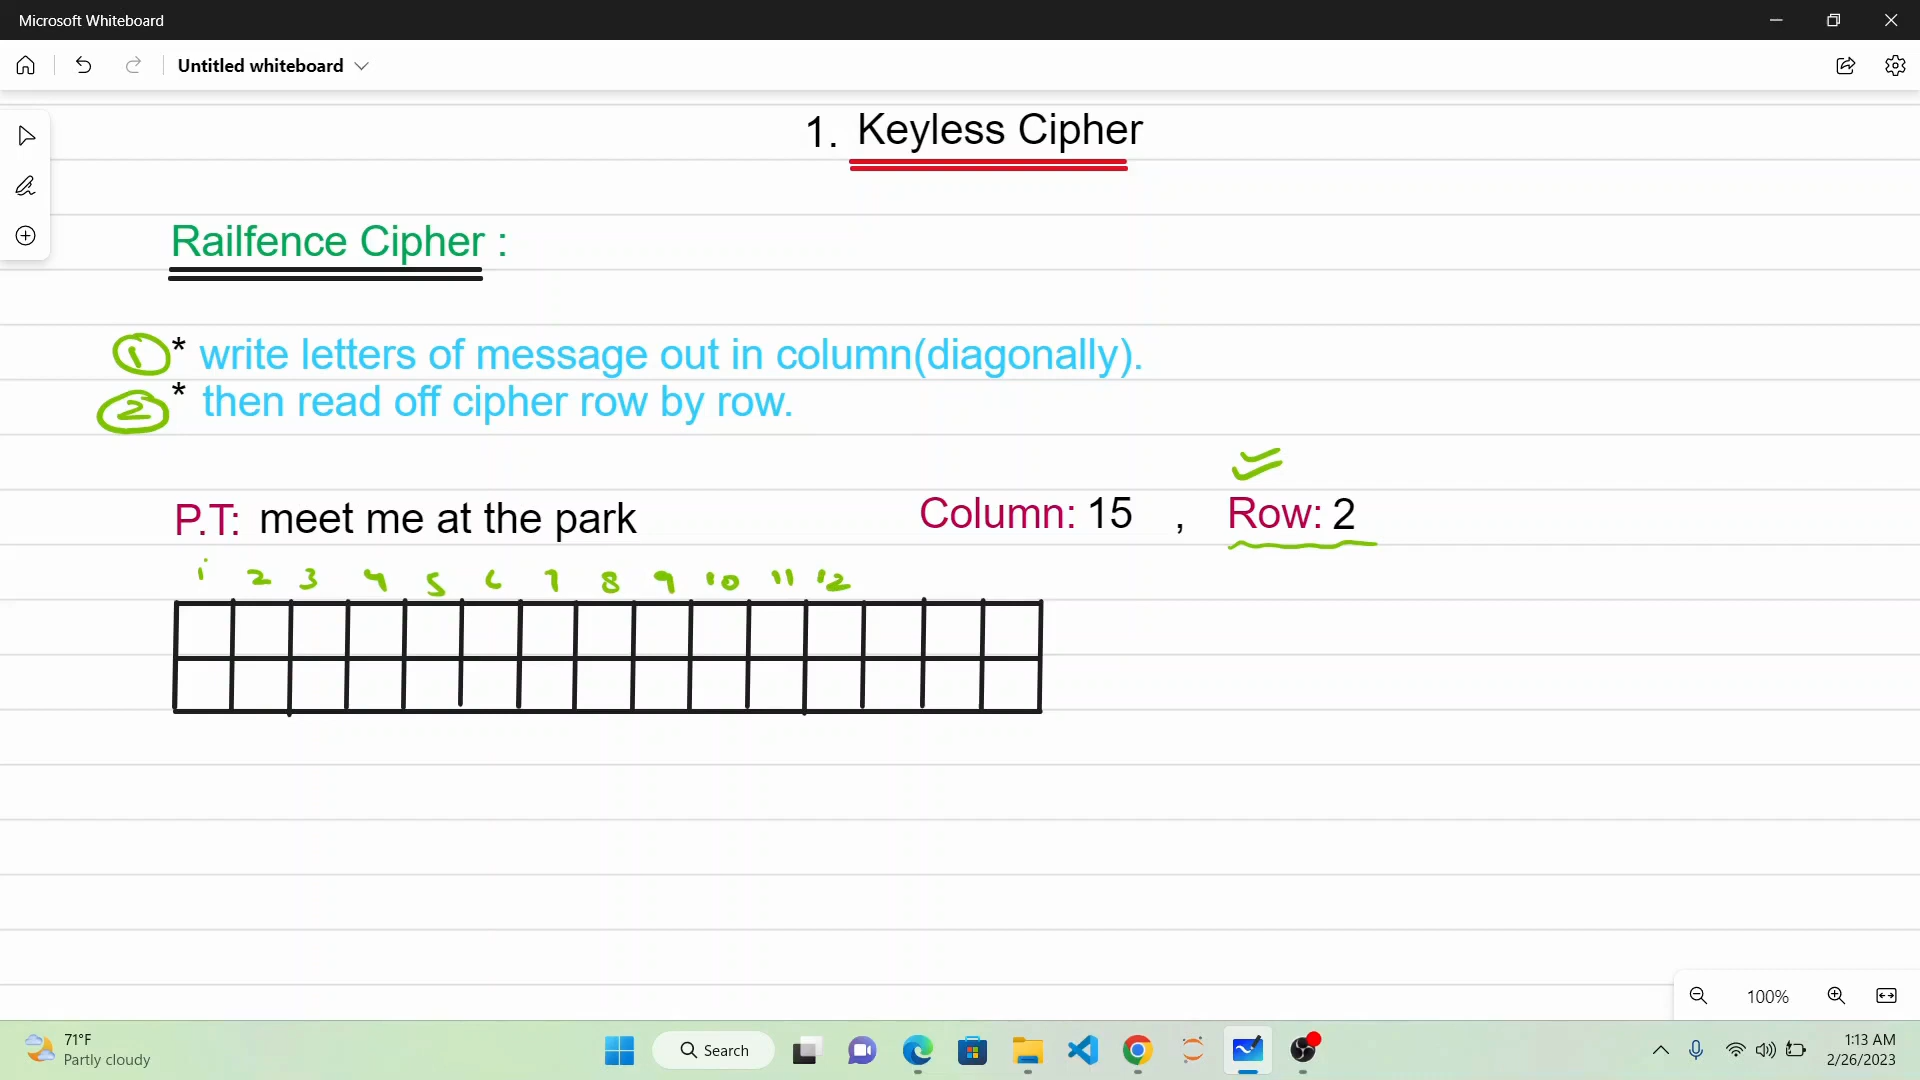 Microsoft Whiteboard
Untitled whiteboard
1. Keyless Cipher
Railfence Cipher :
1 * write letters of message out in column(diagonally).
2 * then read off cipher row by row.
P.T: meet me at the park Column: 15 , Row: 2
1 2 3 4 5 6 7 8 9 10 11 12
100%
71°F
Partly cloudy
Search
1:13 AM
2/26/2023